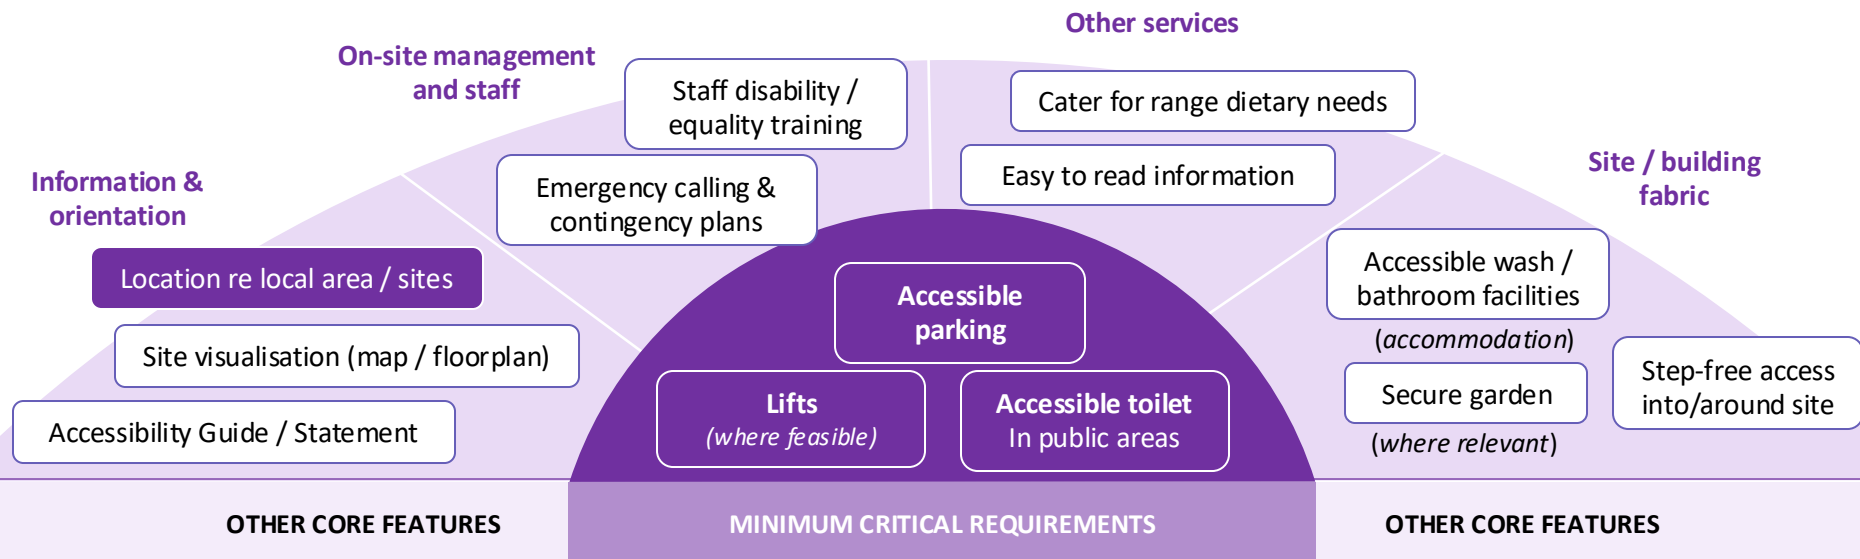 Other services
On-site management
and staff
Staff disability /
equality training
Cater for range dietary needs
Emergency calling &
contingency plans
Easy to read information
Site / building
fabric
Information &
orientation
Location re local area / sites
Site visualisation (map / floorplan)
Accessibility Guide / Statement
Accessible
parking
Lifts
(where feasible)
Accessible toilet
In public areas
Accessible wash /
bathroom facilities
(accommodation)
Secure garden
(where relevant)
Step-free access
into/around site
OTHER CORE FEATURES
MINIMUM CRITICAL REQUIREMENTS
OTHER CORE FEATURES